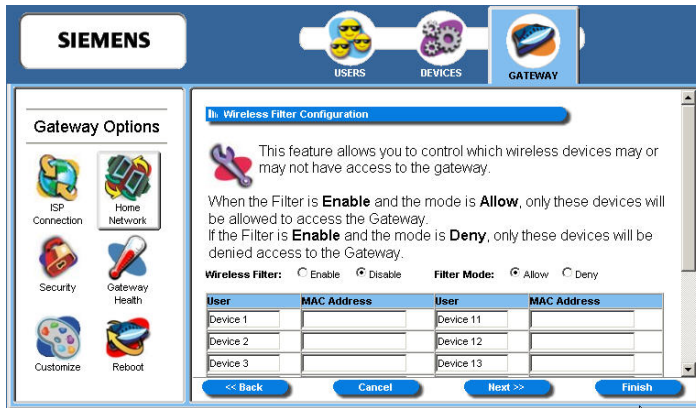 SIEMENS
USERS
DEVICES
GATEWAY
Gateway Options
ISP
Connection
Home
Network
Security
Gateway
Health
Customize
Reboot
Wireless Filter Configuration
This feature allows you to control which wireless devices may or
may not have access to the gateway.
When the Filter is Enable and the mode is Allow, only these devices will
be allowed to access the Gateway.
If the Filter is Enable and the mode is Deny, only these devices will be
denied access to the Gateway.
Wireless Filter: Enable Disable Filter Mode: Allow Deny
User MAC Address User MAC Address
Device 1 Device 11
Device 2 Device 12
Device 3 Device 13
<< Back Cancel Next >> Finish